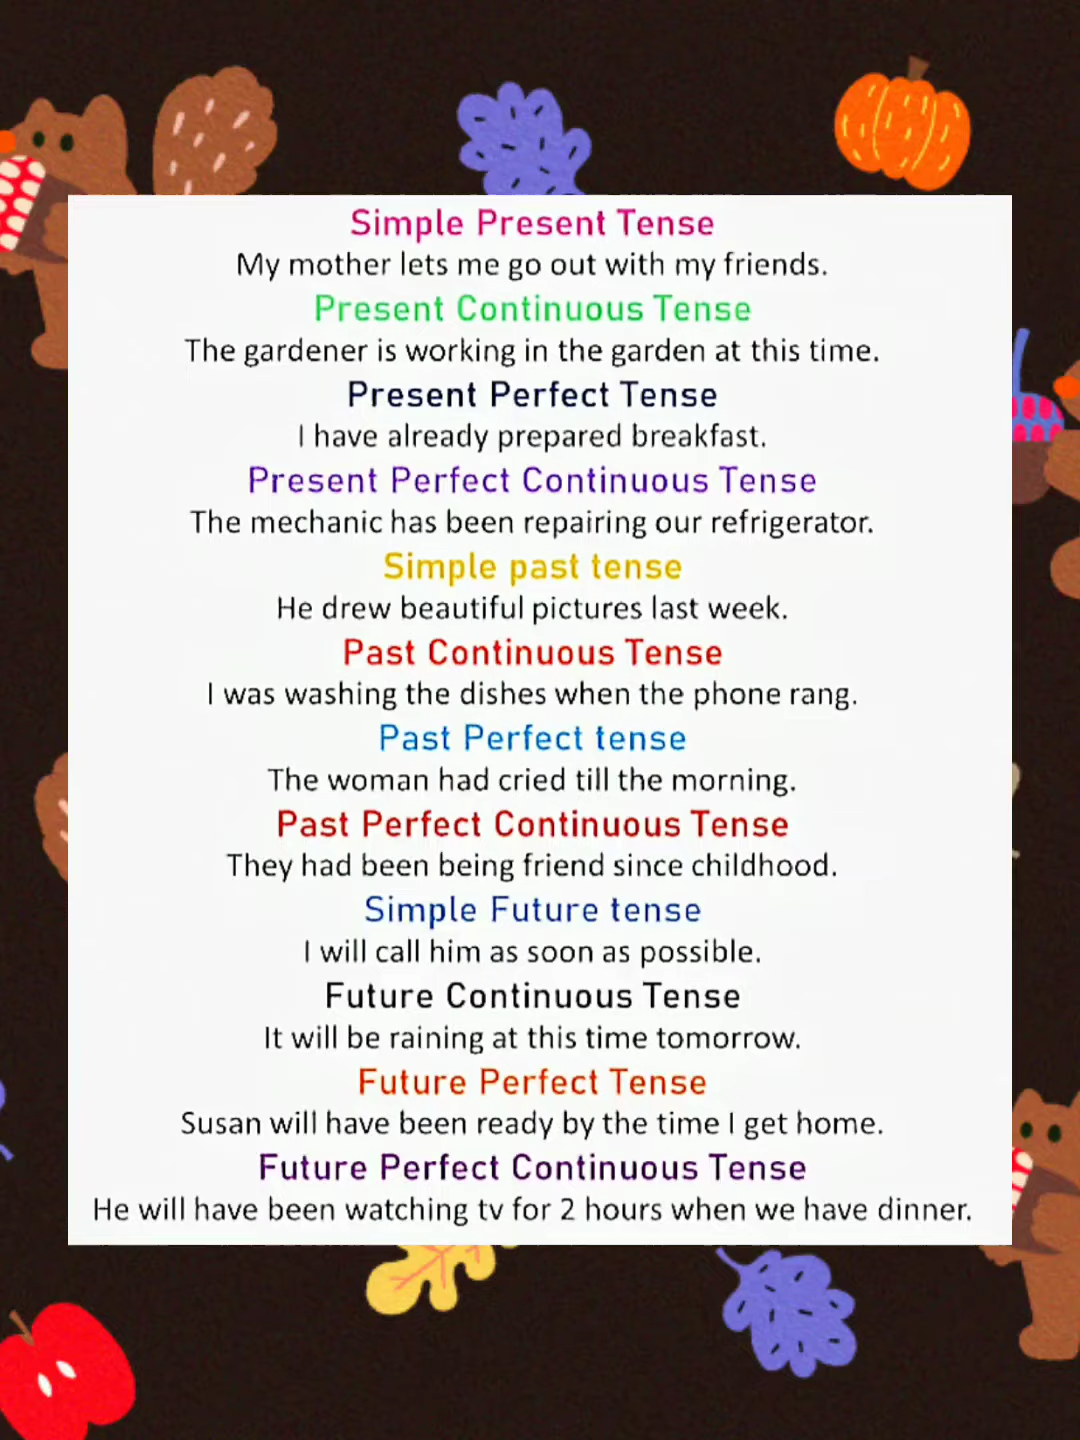 Simple Present Tense
My mother lets me go out with my friends.
Present Continuous Tense
The gardener is working in the garden at this time.
Present Perfect Tense
I have already prepared breakfast.
Present Perfect Continuous Tense
The mechanic has been repairing our refrigerator.
Simple past tense
He drew beautiful pictures last week.
Past Continuous Tense
I was washing the dishes when the phone rang.
Past Perfect tense
The woman had cried till the morning.
Past Perfect Continuous Tense
They had been being friend since childhood.
Simple Future tense
I will call him as soon as possible.
Future Continuous Tense
It will be raining at this time tomorrow.
Future Perfect Tense
Susan will have been ready by the time I get home.
Future Perfect Continuous Tense
He will have been watching tv for 2 hours when we have dinner.